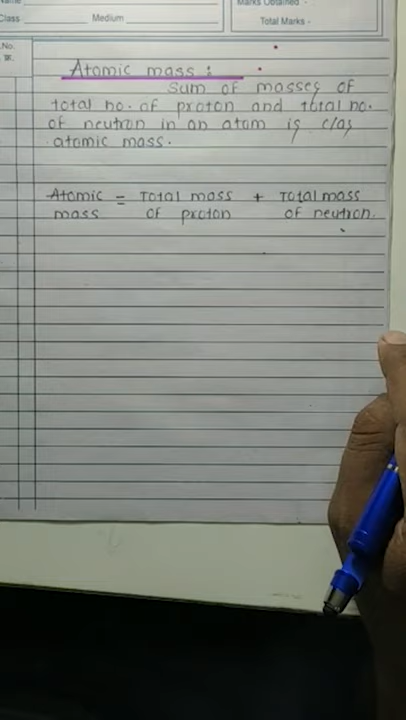 Name
Marks Obtained -
Class
Medium
Total Marks -
No.
Atomic mass :
Sum of masses of
total no. of proton and total no.
of neutron in an atom is c/as
atomic mass.
Atomic = Total mass + Total mass
mass of proton of neutron.